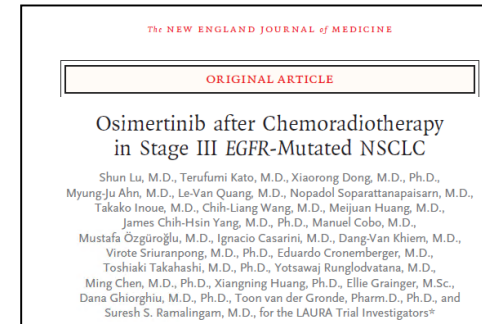 The NEW ENGLAND JOURNAL of MEDICINE
ORIGINAL ARTICLE
Osimertinib after Chemoradiotherapy
in Stage III EGFR-Mutated NSCLC
Shun Lu, M.D., Terufumi Kato, M.D., Xiaorong Dong, M.D., Ph.D.,
Myung-Ju Ahn, M.D., Le-Van Quang, M.D., Nopadol Soparattanapaisarn, M.D.,
Takako Inoue, M.D., Chih-Liang Wang, M.D., Meijuan Huang, M.D.,
James Chih-Hsin Yang, M.D., Ph.D., Manuel Cobo, M.D.,
Mustafa Özgüroğlu, M.D., Ignacio Casarini, M.D., Dang-Van Khiem, M.D.,
Virote Sriuranpong, M.D., Ph.D., Eduardo Cronemberger, M.D.,
Toshiaki Takahashi, M.D., Ph.D., Yotsawaj Runglodvatana, M.D.,
Ming Chen, M.D., Ph.D., Xiangning Huang, Ph.D., Ellie Grainger, M.Sc.,
Dana Ghiorghiu, M.D., Ph.D., Toon van der Gronde, Pharm.D., Ph.D., and
Suresh S. Ramalingam, M.D., for the LAURA Trial Investigators*